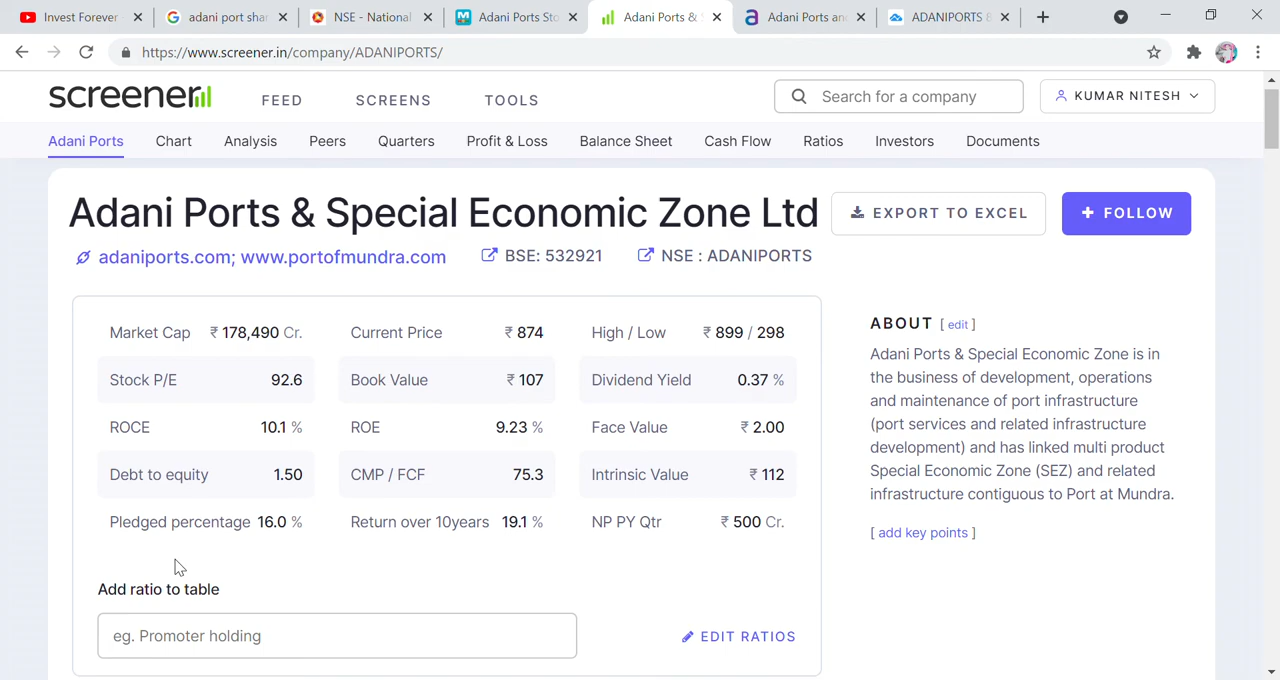 Invest Forever
adani port sha
NSE - National
Adani Ports Sto
Adani Ports & S
Adani Ports and
ADANIPORTS 8
https://www.screener.in/company/ADANIPORTS/
screener
FEED
SCREENS
TOOLS
Search for a company
KUMAR NITESH
Adani Ports
Chart
Analysis
Peers
Quarters
Profit & Loss
Balance Sheet
Cash Flow
Ratios
Investors
Documents
Adani Ports & Special Economic Zone Ltd
EXPORT TO EXCEL
+ FOLLOW
adaniports.com; www.portofmundra.com
BSE: 532921
NSE : ADANIPORTS
Market Cap ₹ 178,490 Cr.
Current Price ₹ 874
High / Low ₹ 899 / 298
Stock P/E 92.6
Book Value ₹ 107
Dividend Yield 0.37 %
ROCE 10.1 %
ROE 9.23 %
Face Value ₹ 2.00
Debt to equity 1.50
CMP / FCF 75.3
Intrinsic Value ₹ 112
Pledged percentage 16.0 %
Return over 10years 19.1 %
NP PY Qtr ₹ 500 Cr.
Add ratio to table
eg. Promoter holding
EDIT RATIOS
ABOUT [ edit ]
Adani Ports & Special Economic Zone is in
the business of development, operations
and maintenance of port infrastructure
(port services and related infrastructure
development) and has linked multi product
Special Economic Zone (SEZ) and related
infrastructure contiguous to Port at Mundra.
[ add key points ]